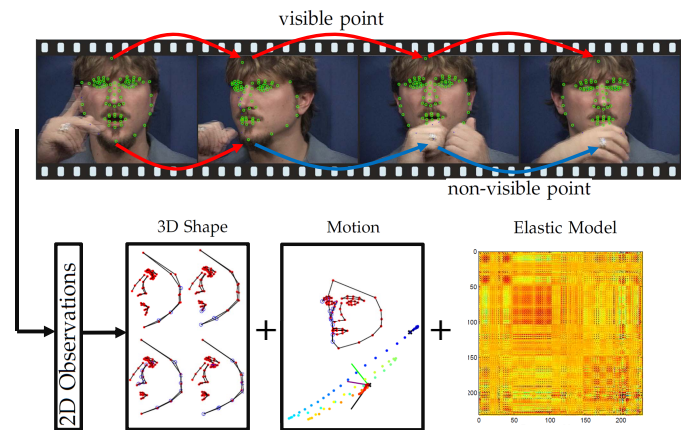 visible point
non-visible point
3D Shape
Motion
Elastic Model
2D Observations
0
50
100
150
200
0
50
100
150
200